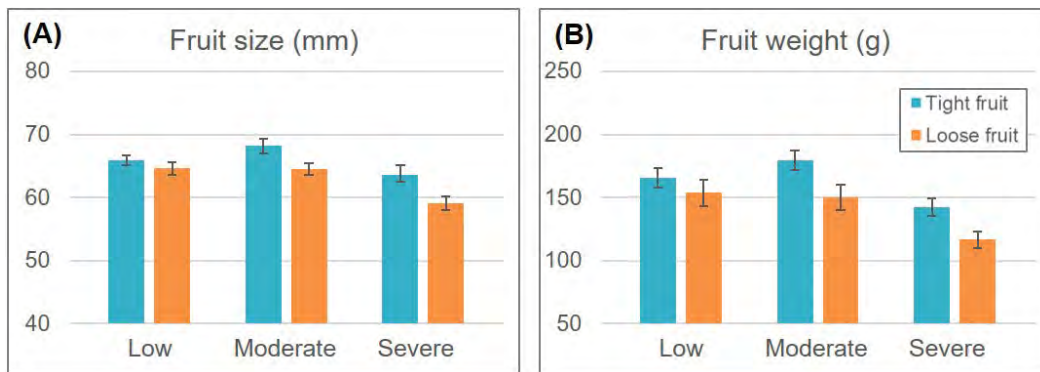 (A)
Fruit size (mm)
80
70
60
50
40
Low Moderate Severe
(B)
Fruit weight (g)
250
200
150
100
50
Tight fruit
Loose fruit
Low Moderate Severe